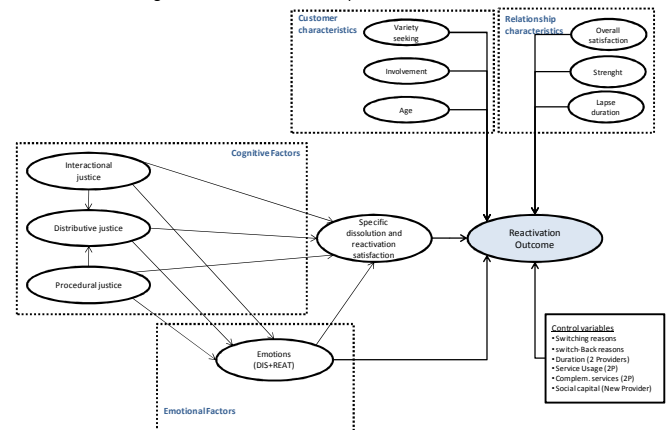 Customer
characteristics
Variety
seeking
Involvement
Age
Relationship
characteristics
Overall
satisfaction
Strenght
Lapse
duration
Cognitive Factors
Interactional
justice
Distributive justice
Procedural justice
Specific
dissolution and
reactivation
satisfaction
Reactivation
Outcome
Emotions
(DIS+REAT)
Emotional Factors
Control variables
•Switching reasons
•switch-Back reasons
•Duration (2 Providers)
•Service Usage (2P)
•Complem. services (2P)
•Social capital (New Provider)